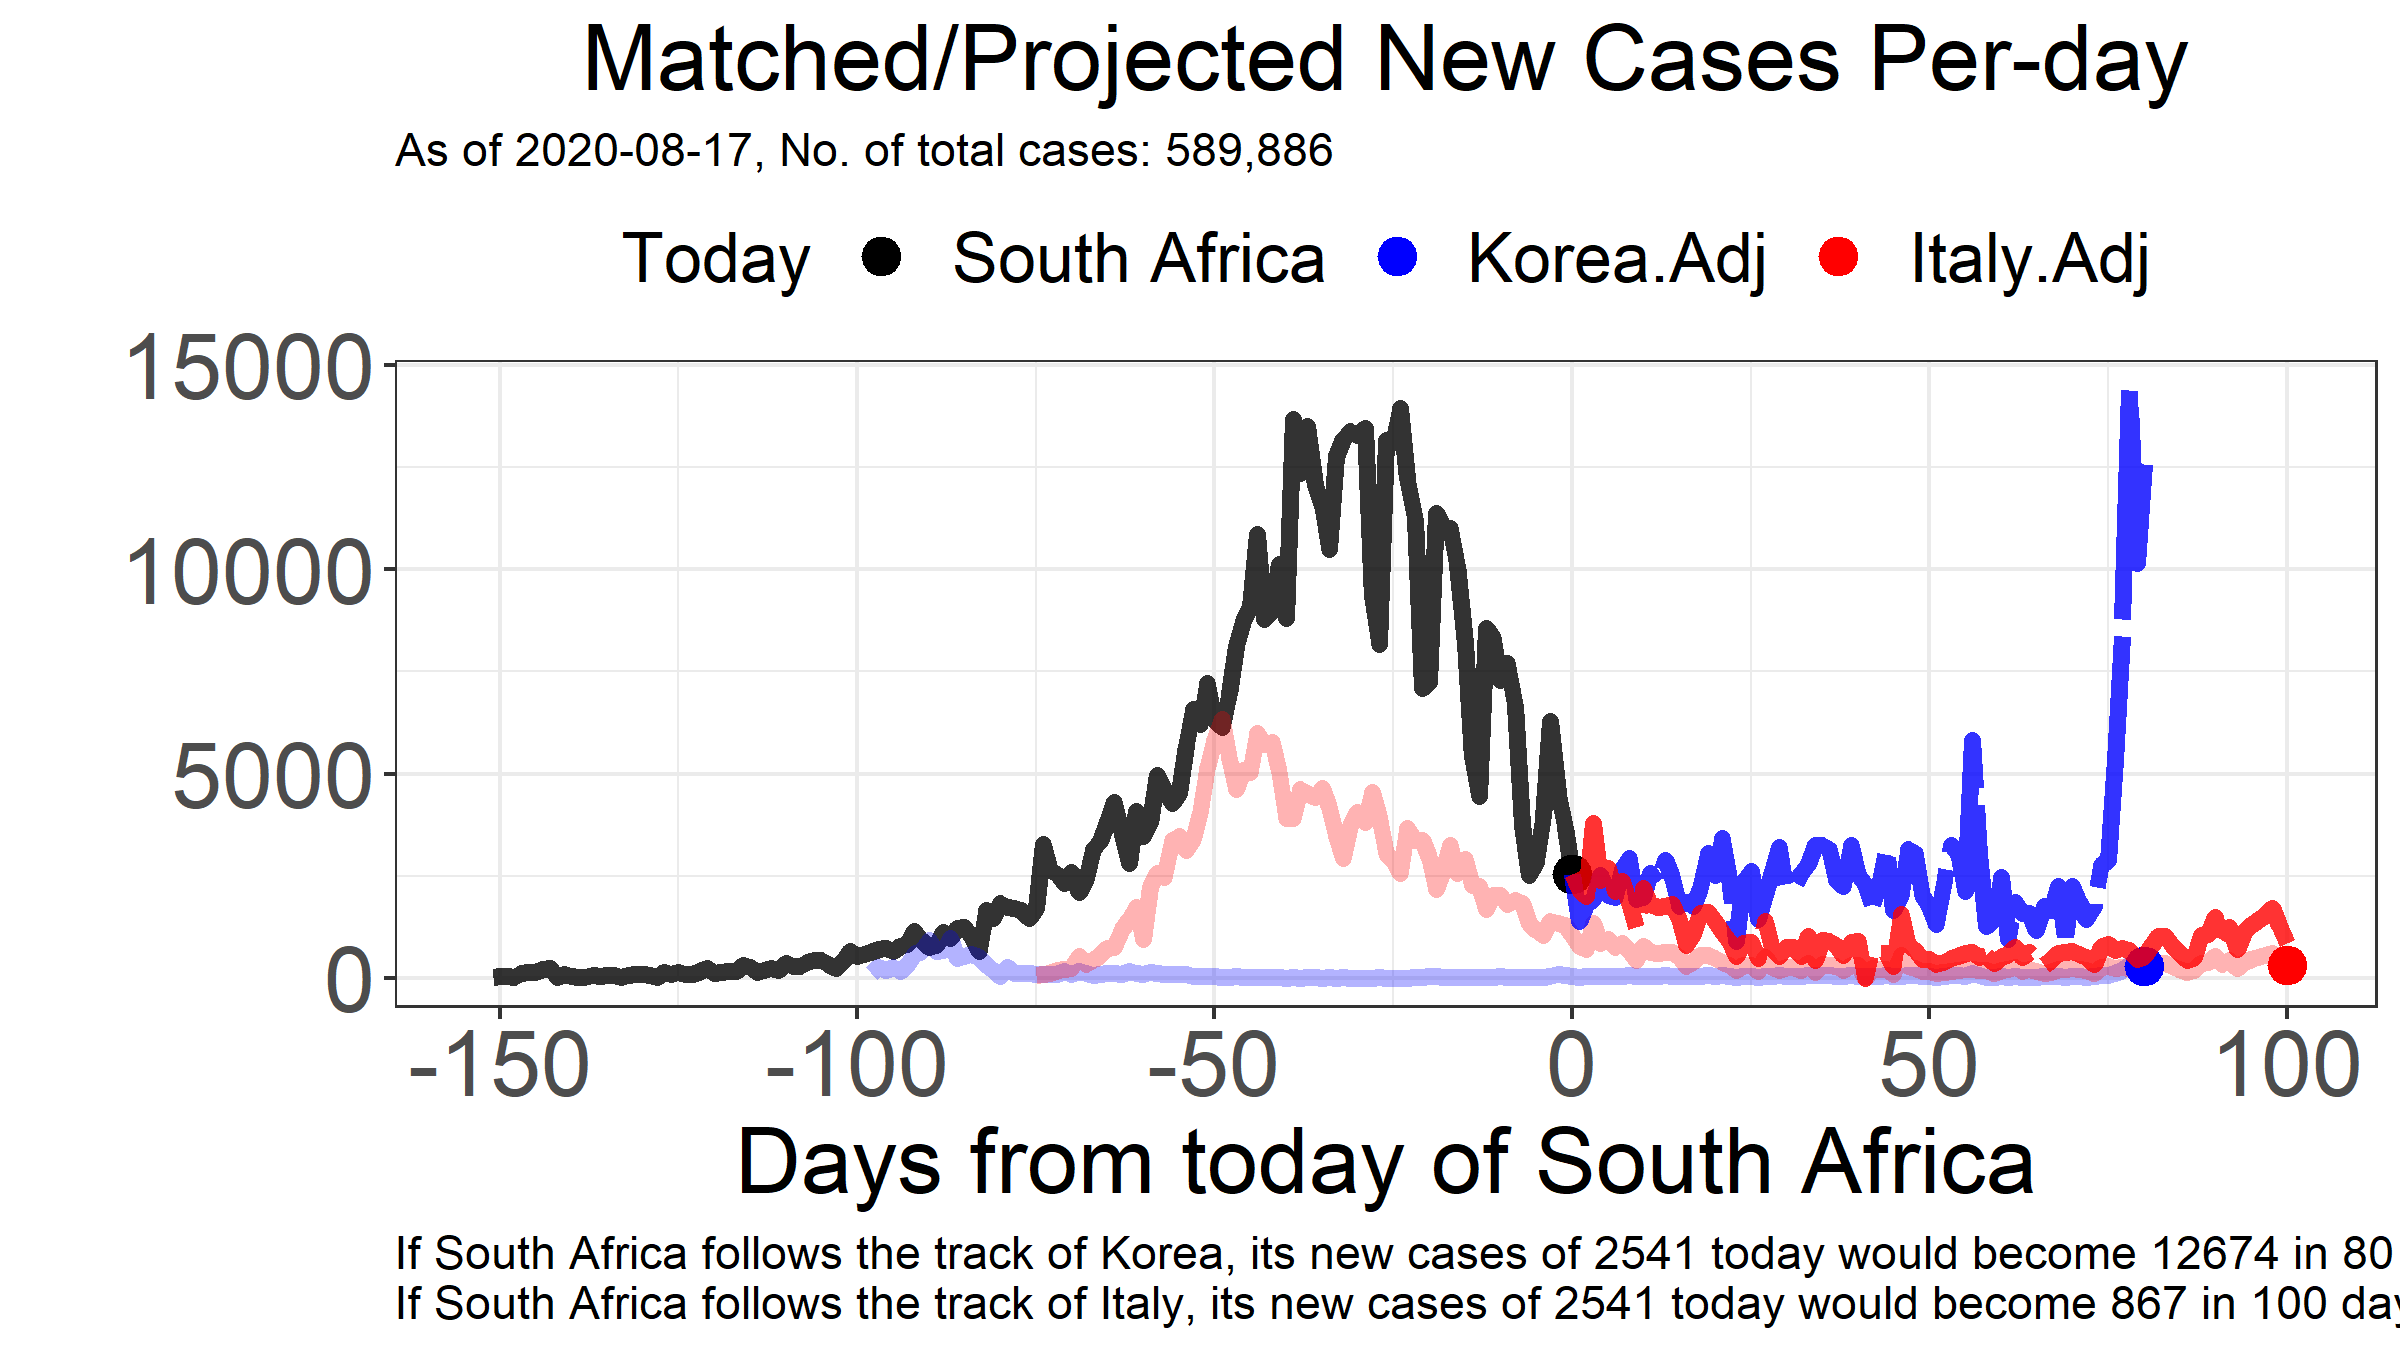 Matched/Projected New Cases Per-day
As of 2020-08-17, No. of total cases: 589,886
Today South Africa Korea.Adj Italy.Adj
15000
10000
5000
0
-150 -100 -50 0 50 100
Days from today of South Africa
If South Africa follows the track of Korea, its new cases of 2541 today would become 12674 in 80
If South Africa follows the track of Italy, its new cases of 2541 today would become 867 in 100